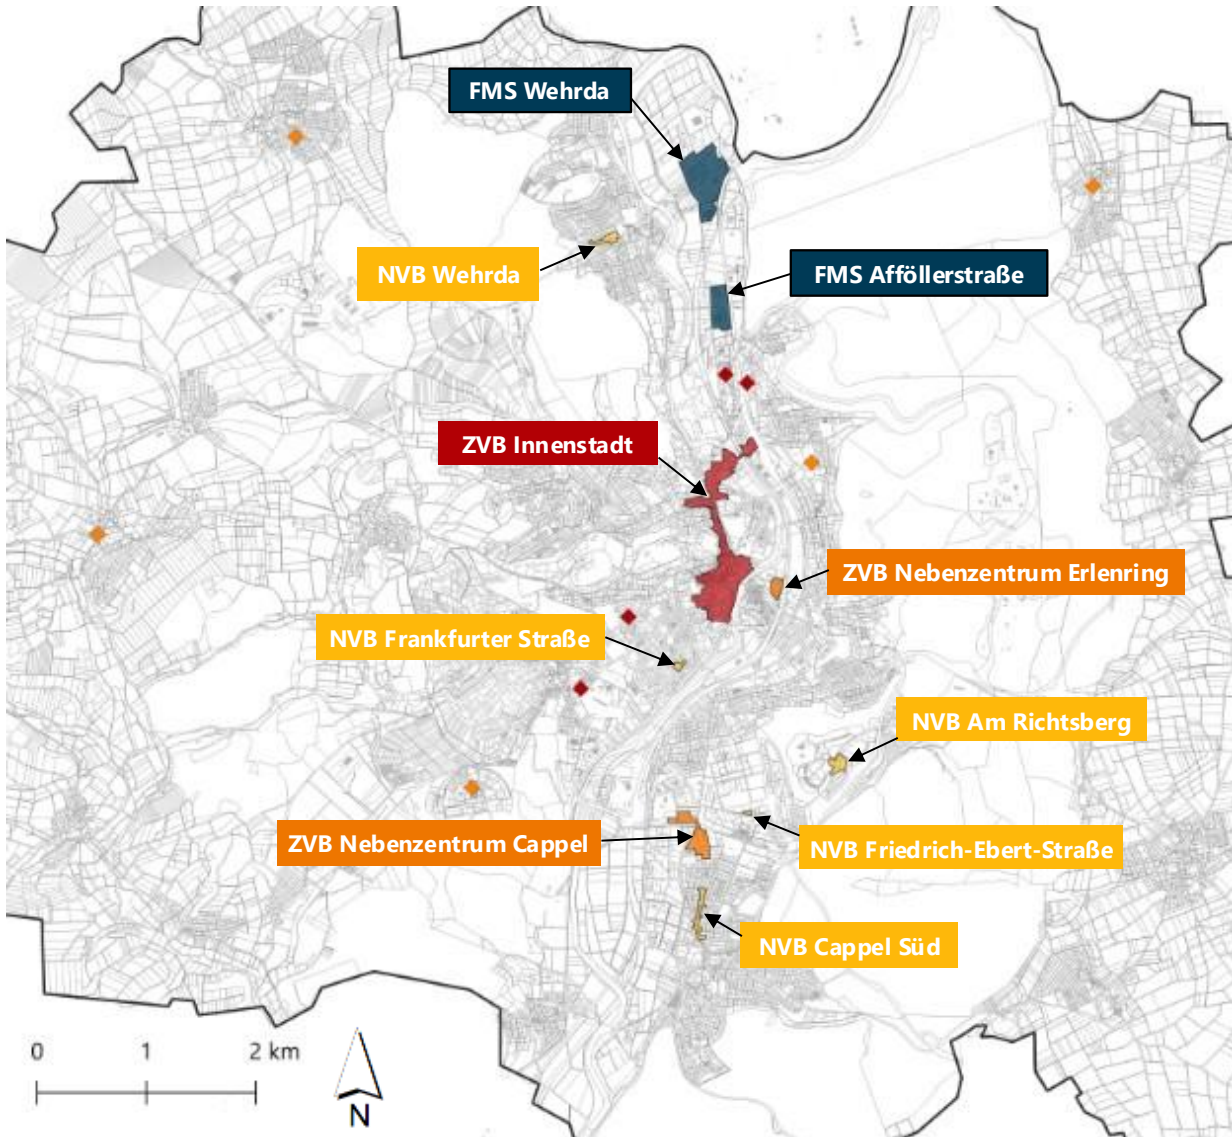 FMS Wehrda
NVB Wehrda
FMS Afföllerstraße
ZVB Innenstadt
ZVB Nebenzentrum Erlenring
NVB Frankfurter Straße
NVB Am Richtsberg
ZVB Nebenzentrum Cappel
NVB Friedrich-Ebert-Straße
NVB Cappel Süd
0 1 2 km
N